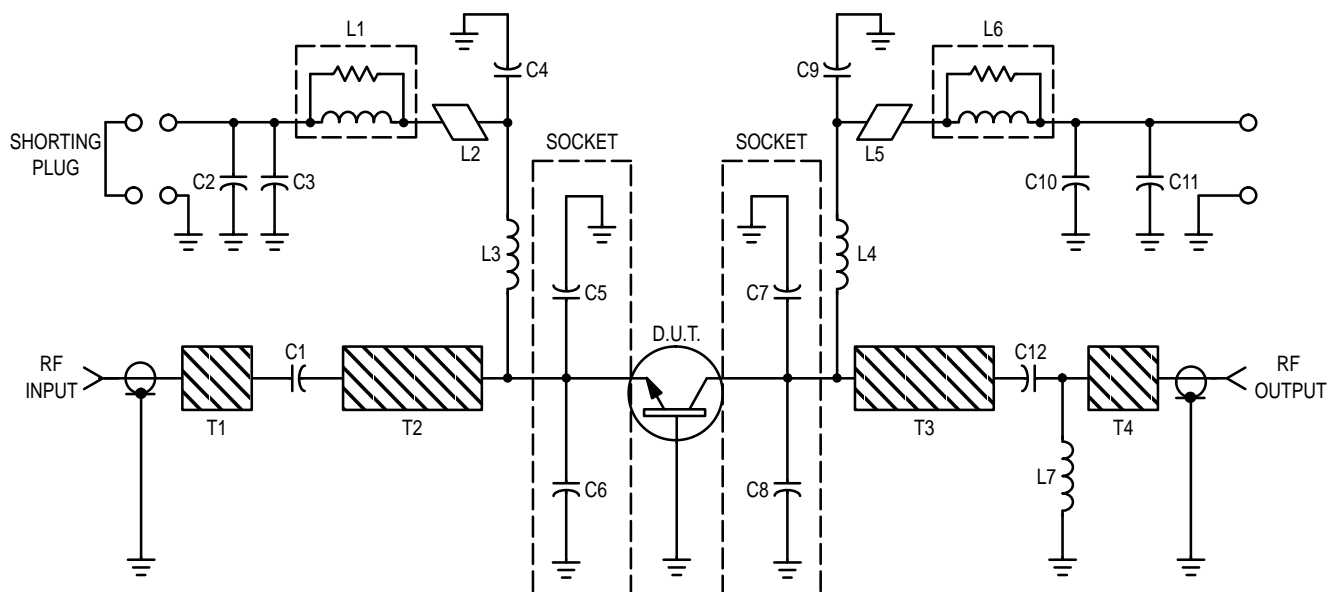 L1
C4
C9
L6
SHORTING
PLUG
C2
C3
L2
SOCKET
SOCKET
L5
C10
C11
L3
L4
C5
C7
D.U.T.
RF
INPUT
C1
C12
RF
OUTPUT
T1
T2
T3
T4
C6
C8
L7